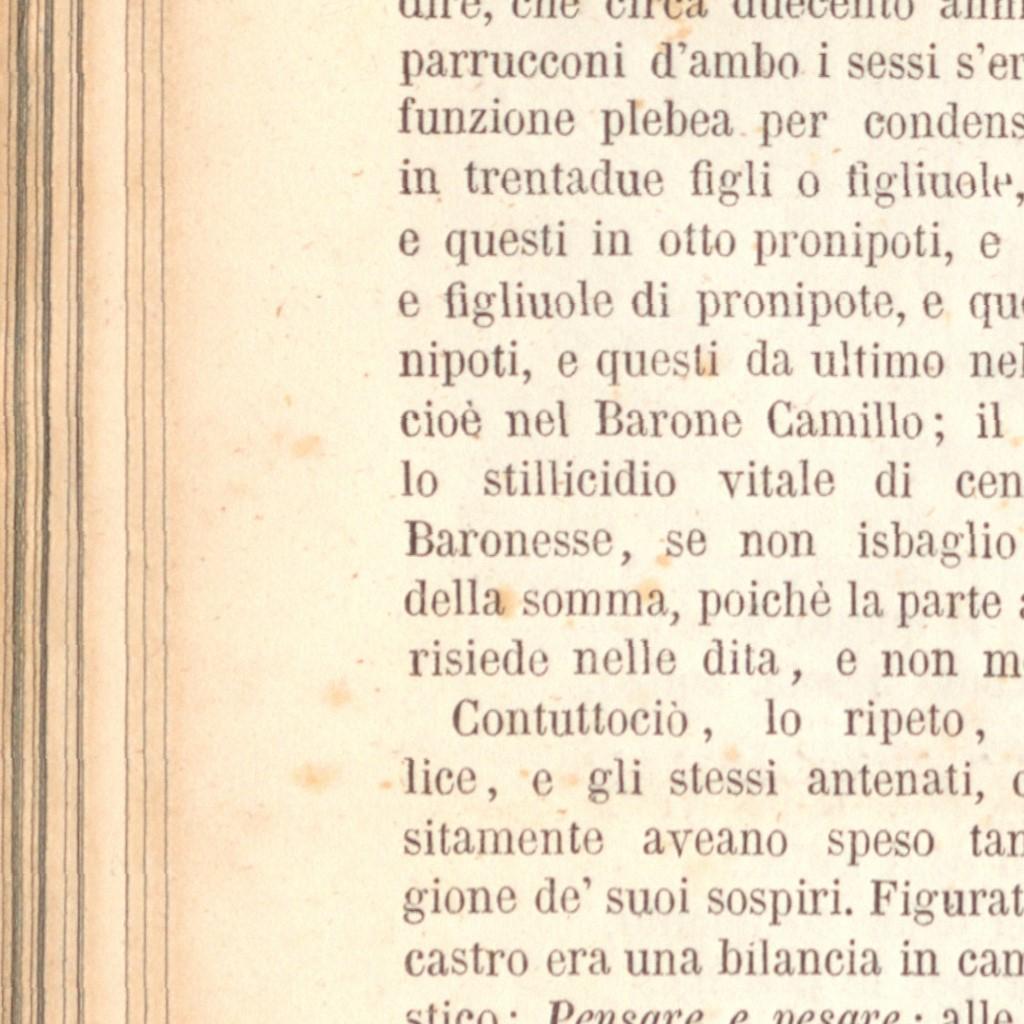 dire, che circa duecento anni
parrucconi d'ambo i sessi s'er
funzione plebea per condens
in trentadue figli o figliuole,
e questi in otto pronipoti, e
e figliuole di pronipote, e que
nipoti, e questi da ultimo nel
cioè nel Barone Camillo; il
lo stillicidio vitale di cen
Baronesse, se non isbaglio
della somma, poichè la parte a
risiede nelle dita, e non me
Contuttociò, lo ripeto,
lice, e gli stessi antenati, c
sitamente aveano speso tan
gione de' suoi sospiri. Figurat
castro era una bilancia in cam
stico: Pensare e pesare: alle